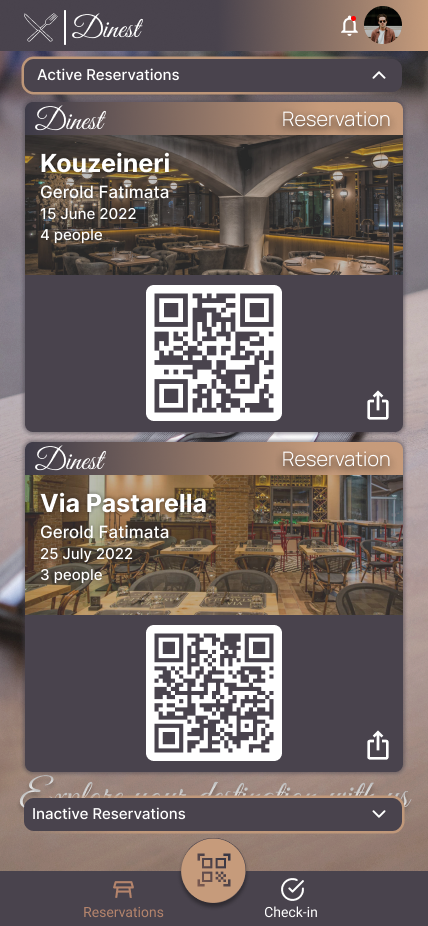 Dinest
Active Reservations
Dinest Reservation
Kouzeineri
Gerold Fatimata
15 June 2022
4 people
Dinest Reservation
Via Pastarella
Gerold Fatimata
25 July 2022
3 people
Explore your destination with us
Inactive Reservations
Reservations Check-in